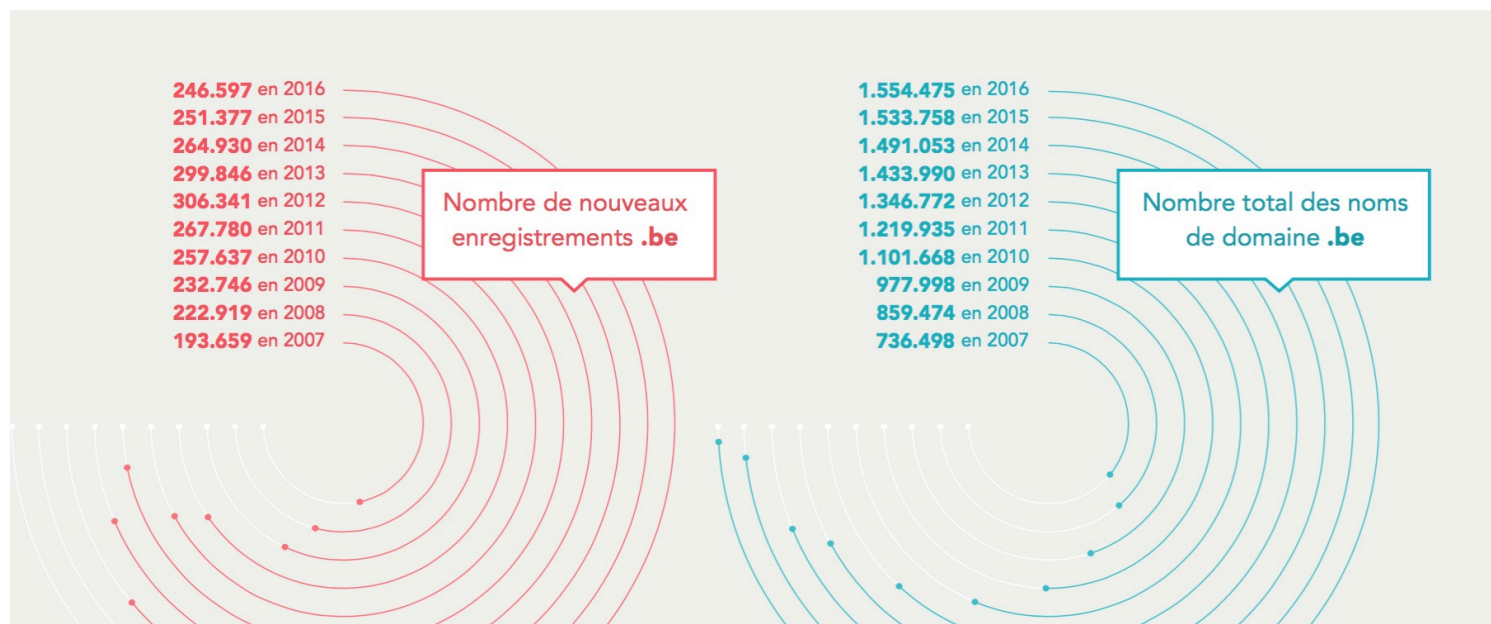 246.597 en 2016
251.377 en 2015
264.930 en 2014
299.846 en 2013
306.341 en 2012
267.780 en 2011
257.637 en 2010
232.746 en 2009
222.919 en 2008
193.659 en 2007
Nombre de nouveaux
enregistrements .be
1.554.475 en 2016
1.533.758 en 2015
1.491.053 en 2014
1.433.990 en 2013
1.346.772 en 2012
1.219.935 en 2011
1.101.668 en 2010
977.998 en 2009
859.474 en 2008
736.498 en 2007
Nombre total des noms
de domaine .be